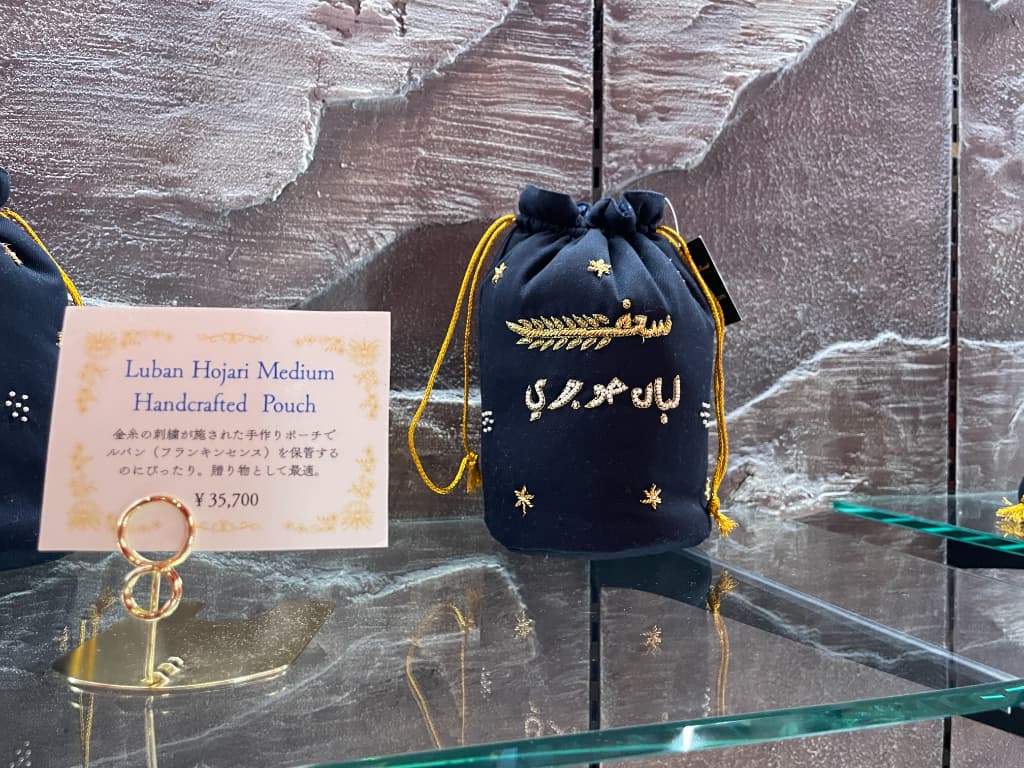 Luban Hojari Medium
Handcrafted Pouch
金糸の刺繍が施された手作りポーチで
ルバン（フランキンセンス）を保管する
のにぴったり。贈り物として最適。
¥ 35,700
لبان حوجري